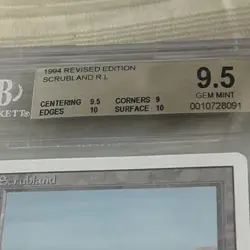 1994 REVISED EDITION
SCRUBLAND R L
9.5
GEM MINT
CENTERING 9.5 CORNERS 9
EDGES 10 SURFACE 10
0010728091
B
CKETT®
Scrubland